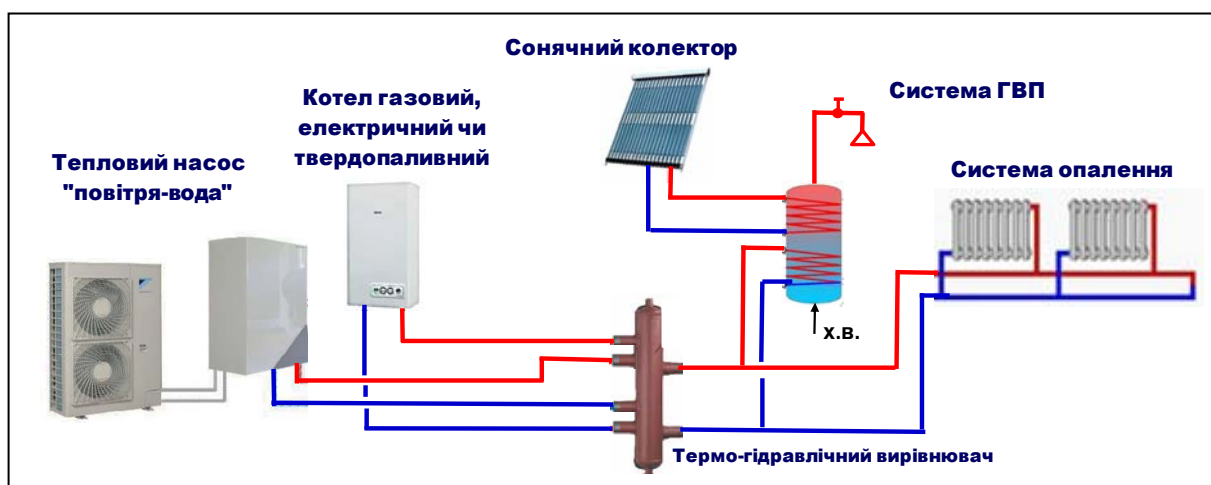 Сонячний колектор
Система ГВП
Котел газовий,
електричний чи
твердопаливний
Тепловий насос
"повітря-вода"
Система опалення
Х.В.
Термо-гідравлічний вирівнювач